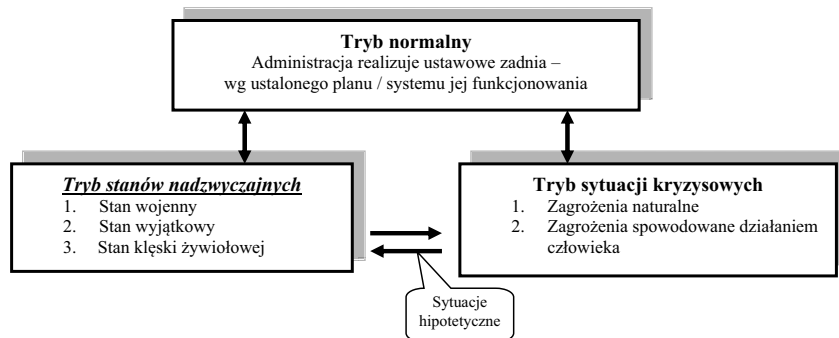 Tryb normalny
Administracja realizuje ustawowe zadnia –
wg ustalonego planu / systemu jej funkcjonowania
Tryb stanów nadzwyczajnych
1. Stan wojenny
2. Stan wyjątkowy
3. Stan klęski żywiołowej
Tryb sytuacji kryzysowych
1. Zagrożenia naturalne
2. Zagrożenia spowodowane działaniem
człowieka
Sytuacje
hipotetyczne